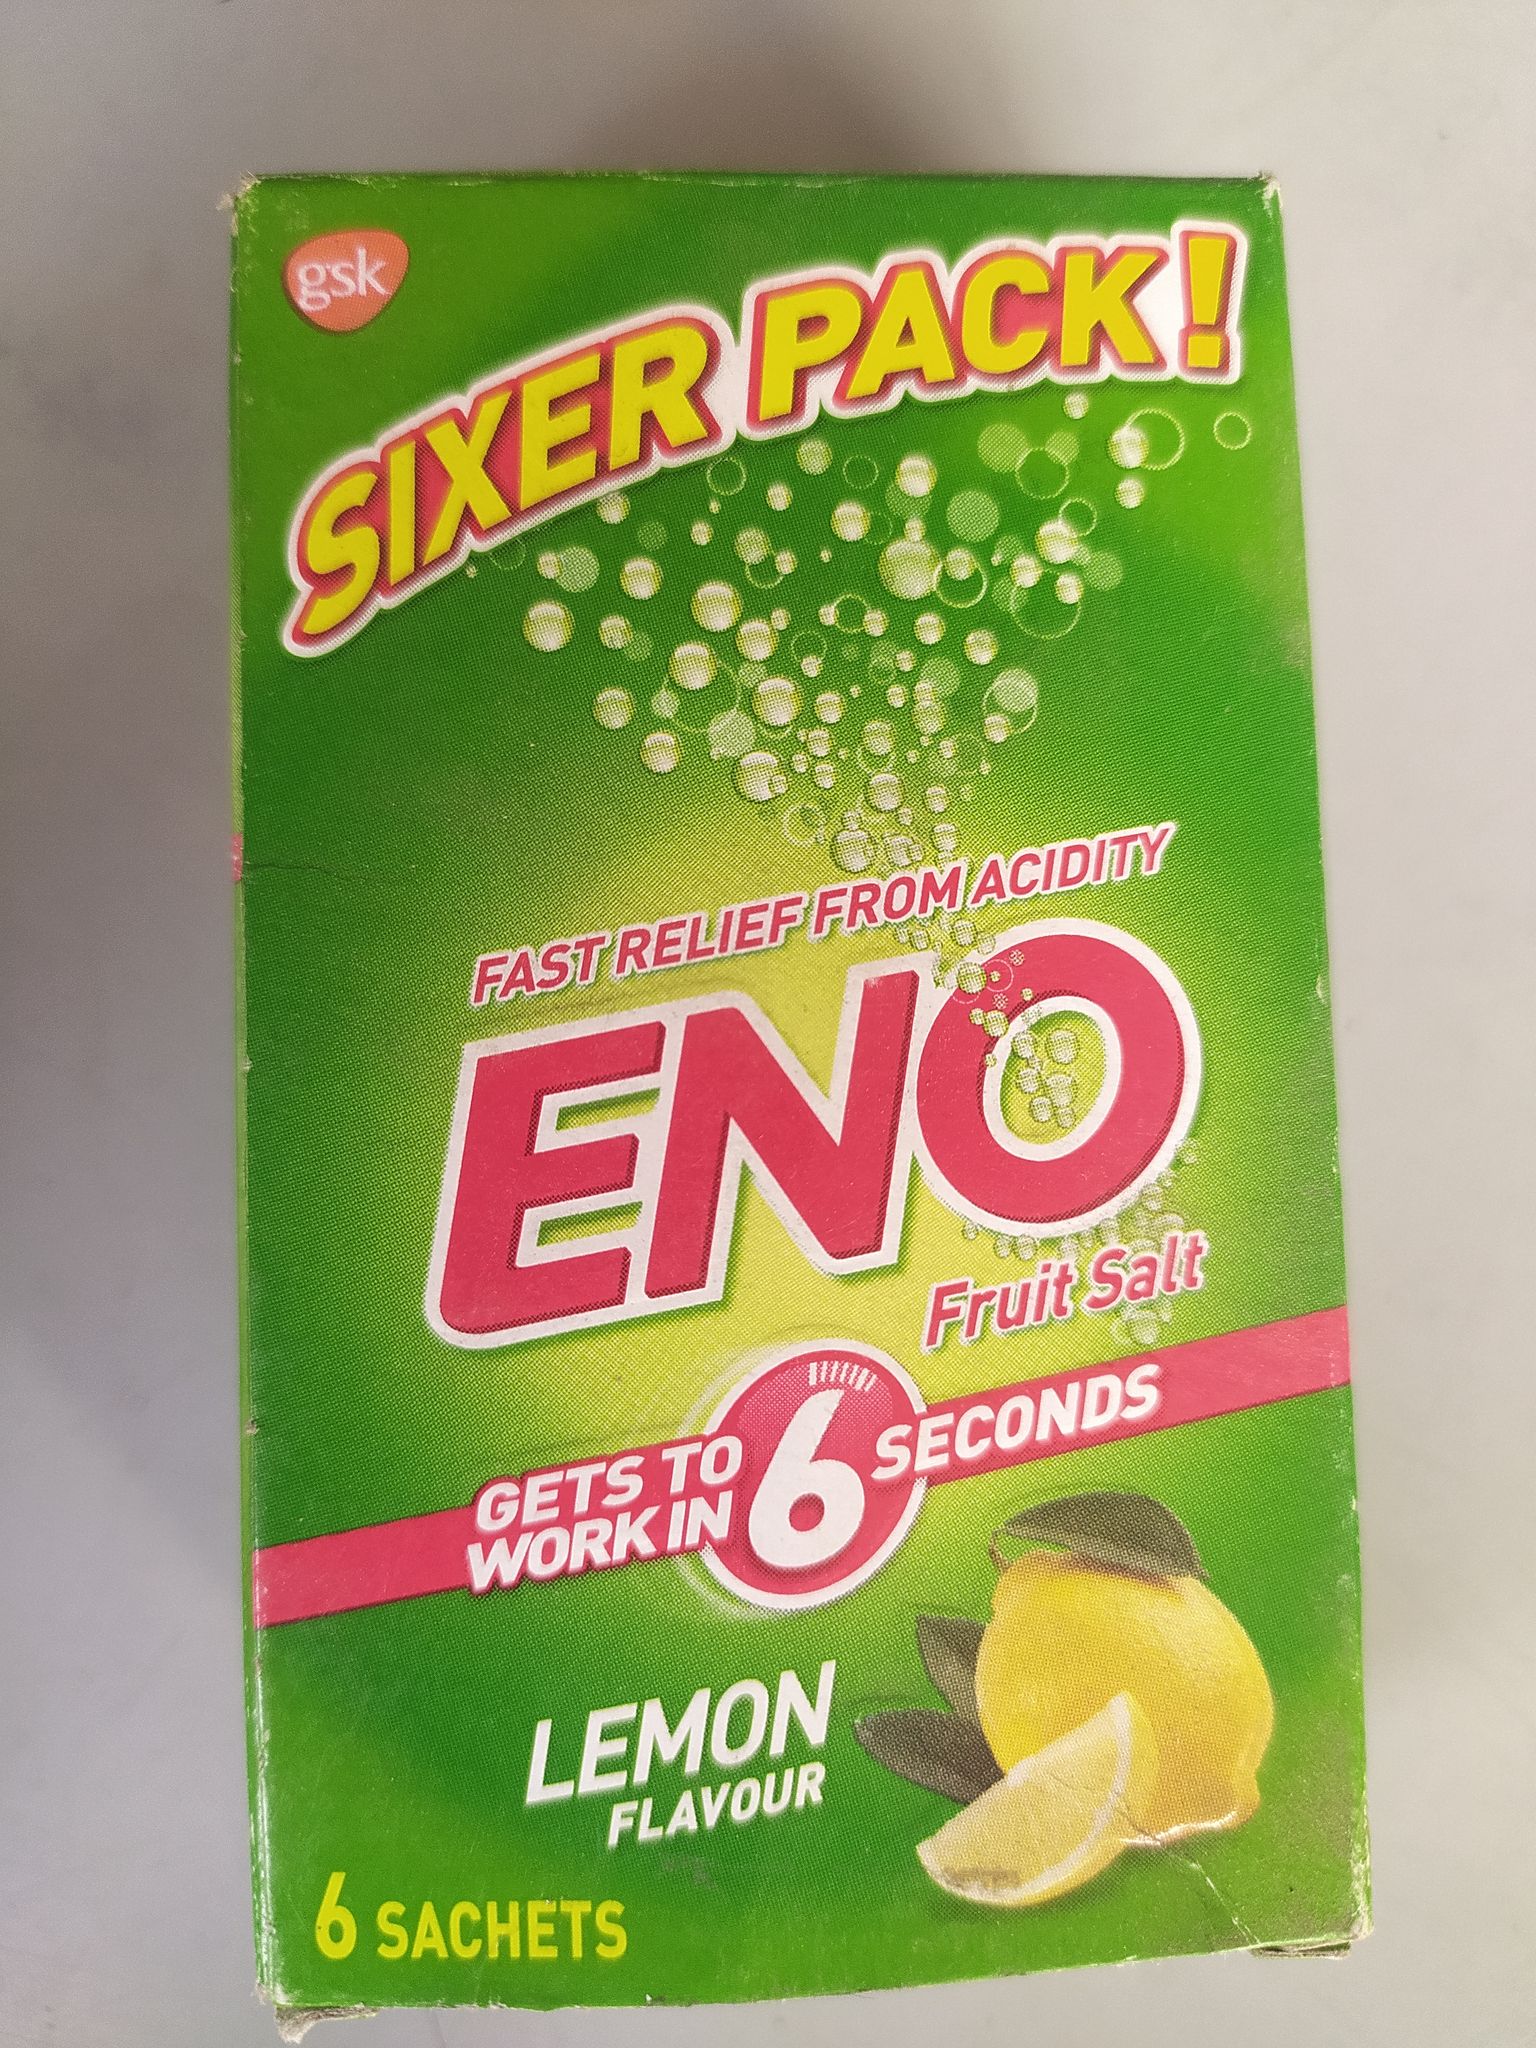 gsk
SIXER PACK!
FAST RELIEF FROM ACIDITY
ENO
Fruit Salt
GETS TO
WORK IN 6 SECONDS
LEMON
FLAVOUR
6 SACHETS